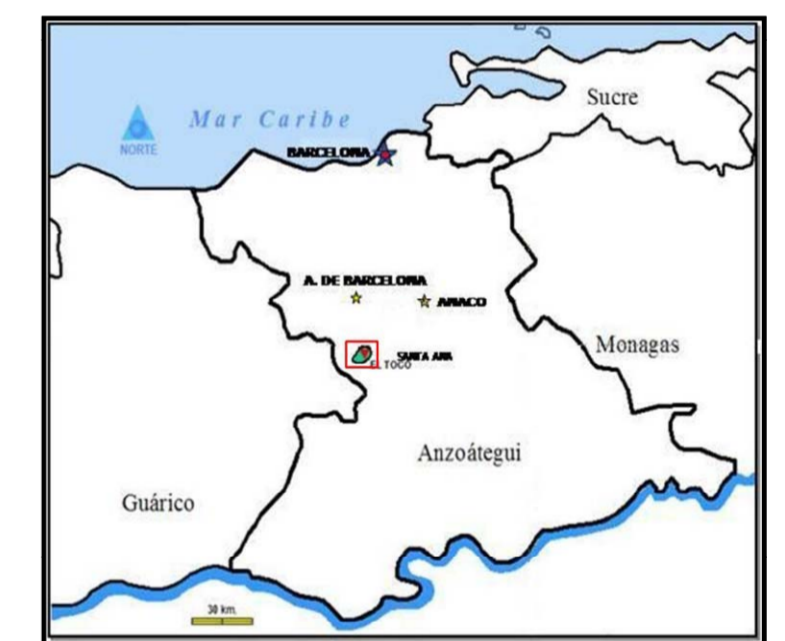 Sucre
Mar Caribe
NORTE
BARCELONA
A. DE BARCELONA
ANACO
Monagas
SANTA ANA
EL TOCO
Anzoátegui
Guárico
30 km.